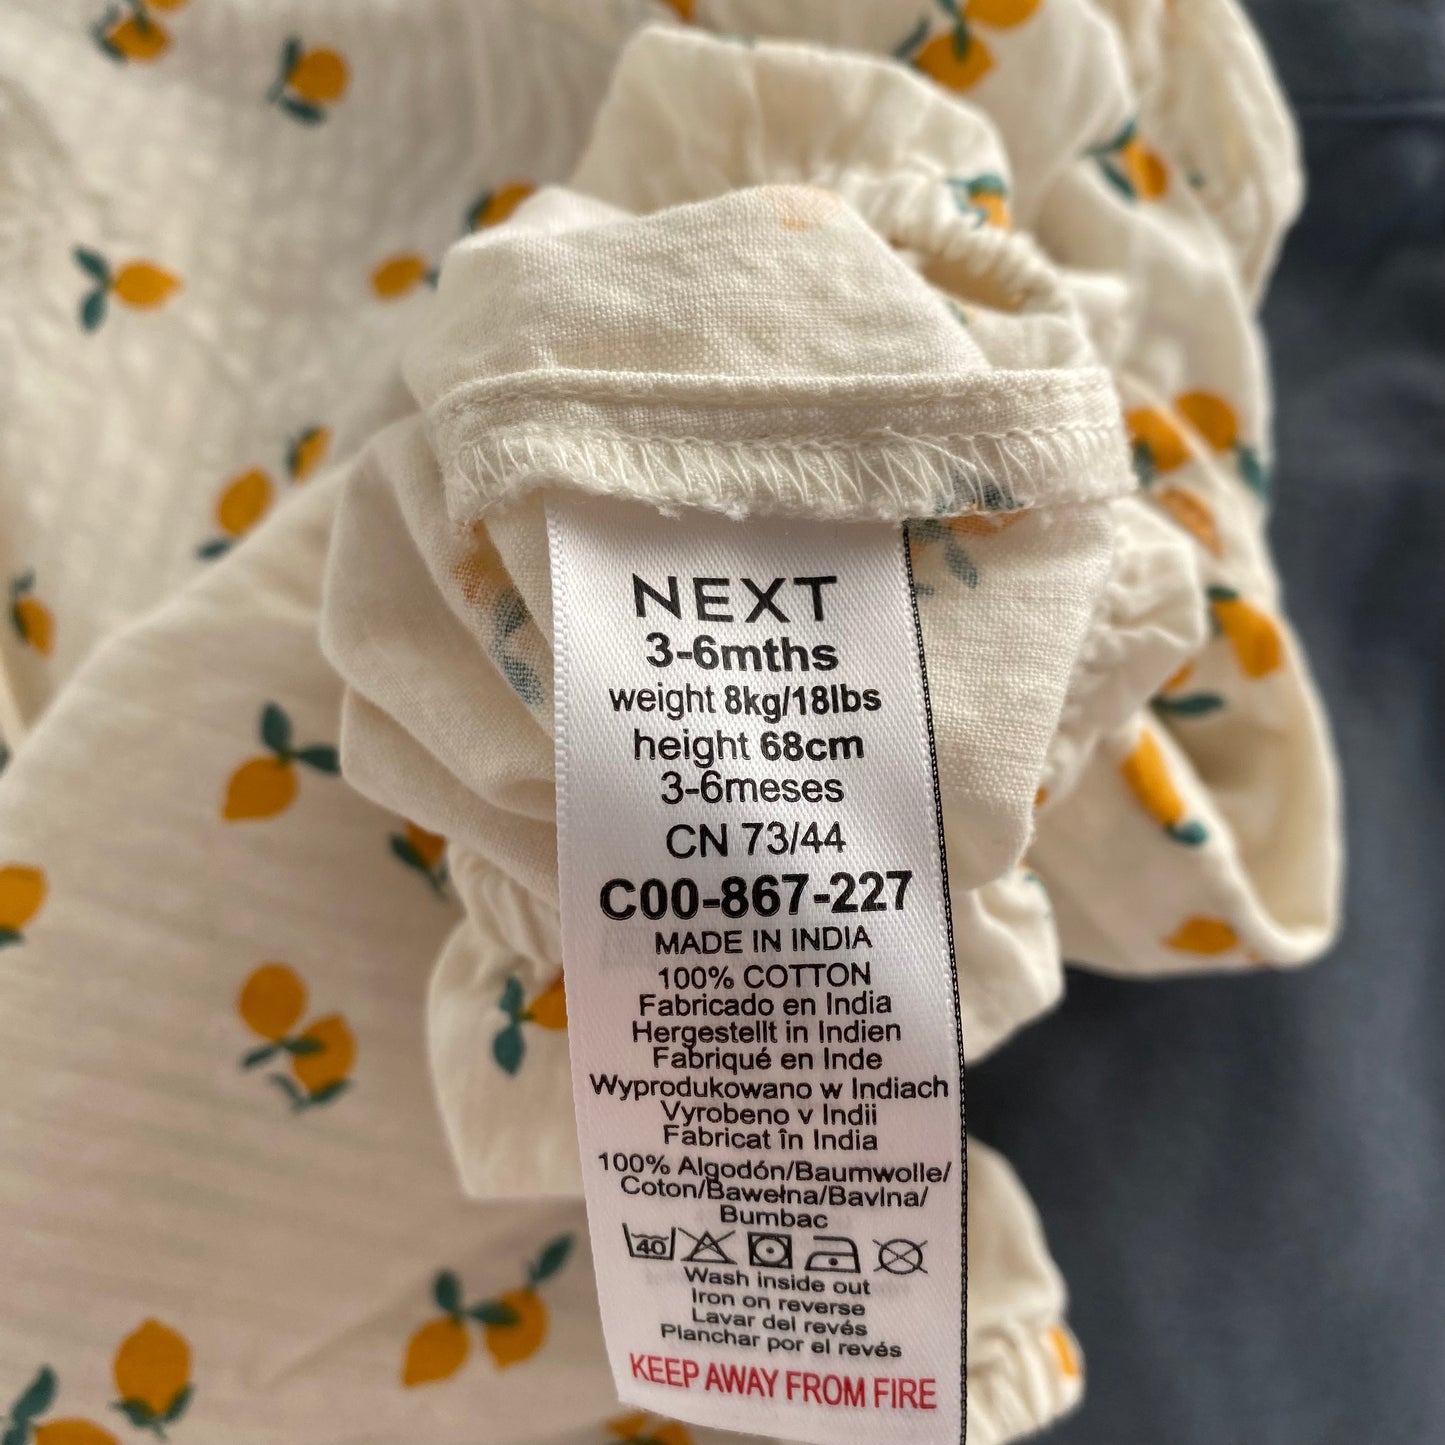 NEXT
3-6mths
weight 8kg/18lbs
height 68cm
3-6meses
CN 73/44
C00-867-227
MADE IN INDIA
100% COTTON
Fabricado en India
Hergestellt in Indien
Fabriqué en Inde
Wyprodukowano w Indiach
Vyrobeno v Indii
Fabricat în India
100% Algodón/Baumwolle/
Coton/Bawełna/Bavlna/
Bumbac
40
Wash inside out
Iron on reverse
Lavar del revés
Planchar por el revés
KEEP AWAY FROM FIRE